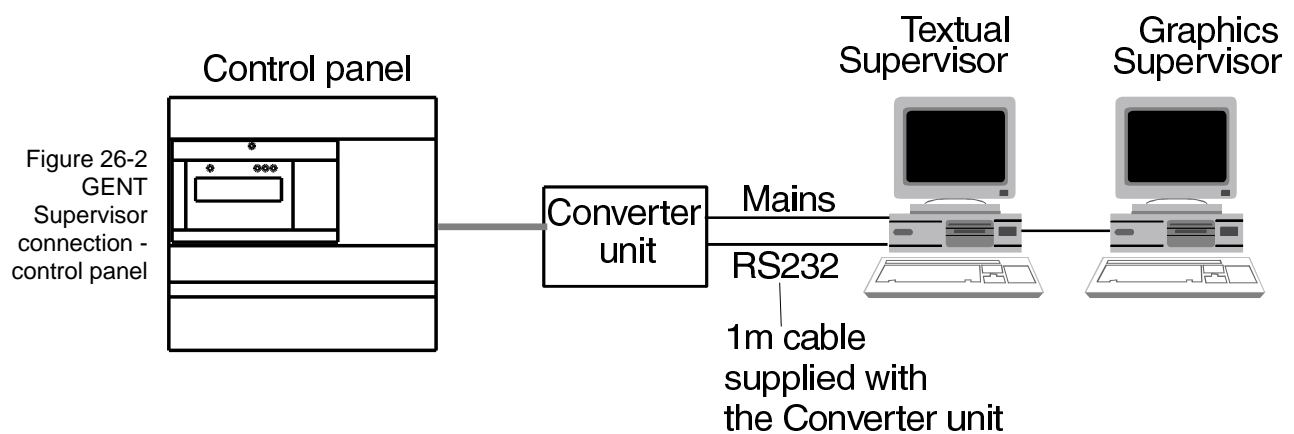 Control panel
Textual
Supervisor
Graphics
Supervisor
Figure 26-2
GENT
Supervisor
connection -
control panel
Converter
unit
Mains
RS232
1m cable
supplied with
the Converter unit